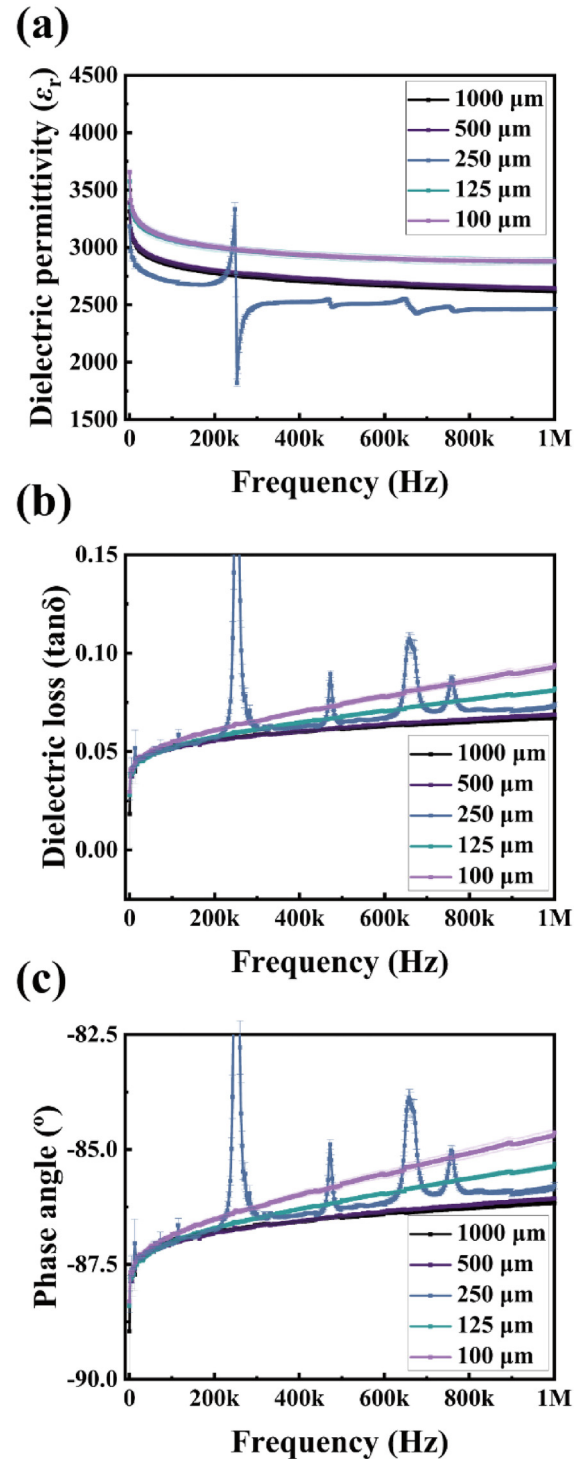 (a)
Dielectric permittivity (εr)
4500
4000
3500
3000
2500
2000
1500
1000 μm
500 μm
250 μm
125 μm
100 μm
0
200k
400k
600k
800k
1M
Frequency (Hz)
(b)
Dielectric loss (tanδ)
0.15
0.10
0.05
0.00
1000 μm
500 μm
250 μm
125 μm
100 μm
0
200k
400k
600k
800k
1M
Frequency (Hz)
(c)
Phase angle (º)
-82.5
-85.0
-87.5
-90.0
1000 μm
500 μm
250 μm
125 μm
100 μm
0
200k
400k
600k
800k
1M
Frequency (Hz)